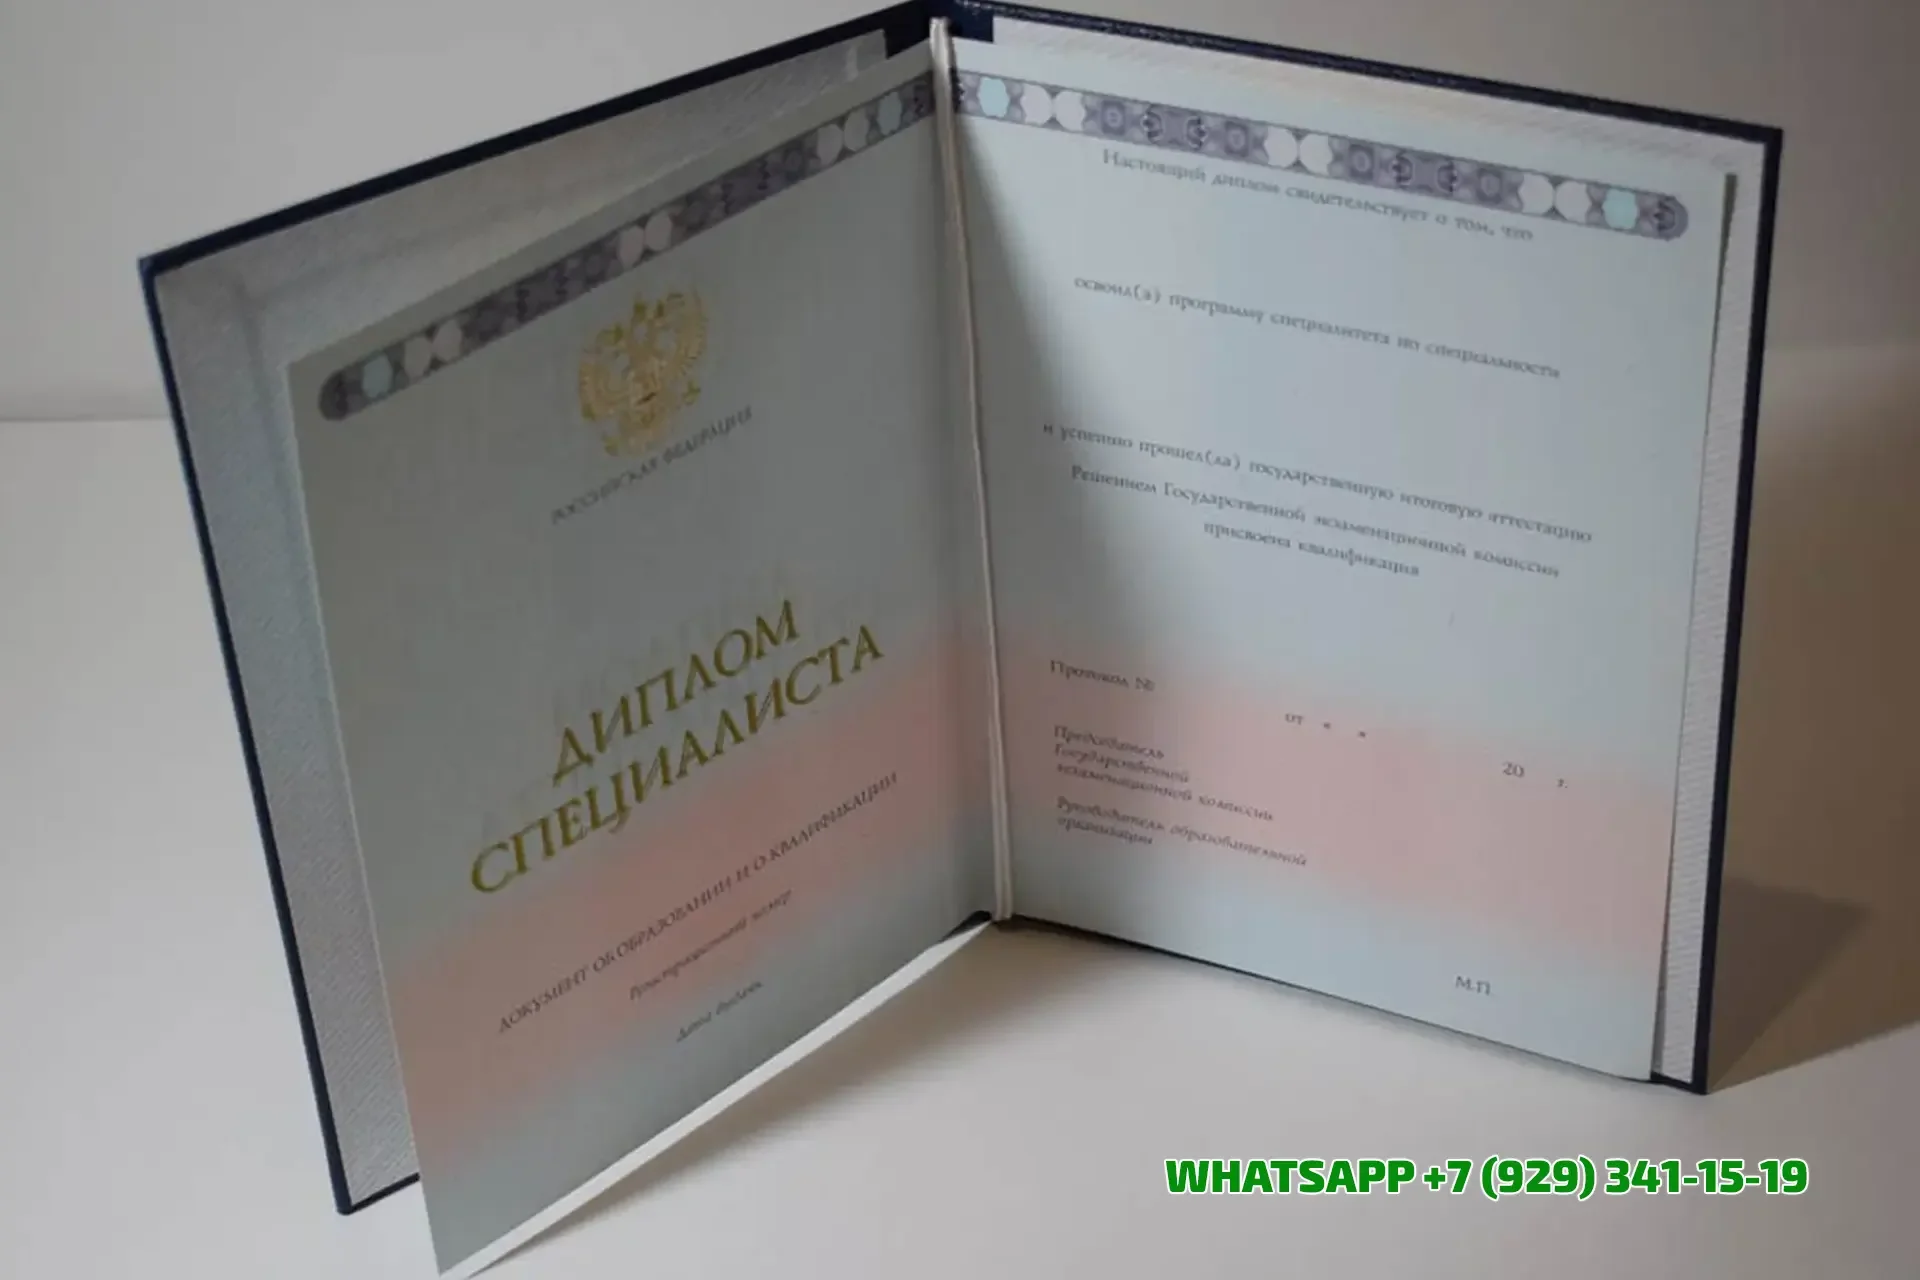 РОССИЙСКАЯ ФЕДЕРАЦИЯ
ДИПЛОМ
СПЕЦИАЛИСТА
ДОКУМЕНТ ОБ ОБРАЗОВАНИИ И О КВАЛИФИКАЦИИ
Регистрационный номер
Дата выдачи
Настоящий диплом свидетельствует о том, что
освоил(а) программу специалитета по специальности
и успешно прошел(ла) государственную итоговую аттестацию
Решением Государственной экзаменационной комиссии
присвоена квалификация
Протокол №
от « » 20 г.
Председатель
Государственной
экзаменационной комиссии
Руководитель образовательной
организации
М.П.
WHATSAPP +7 (929) 341-15-19